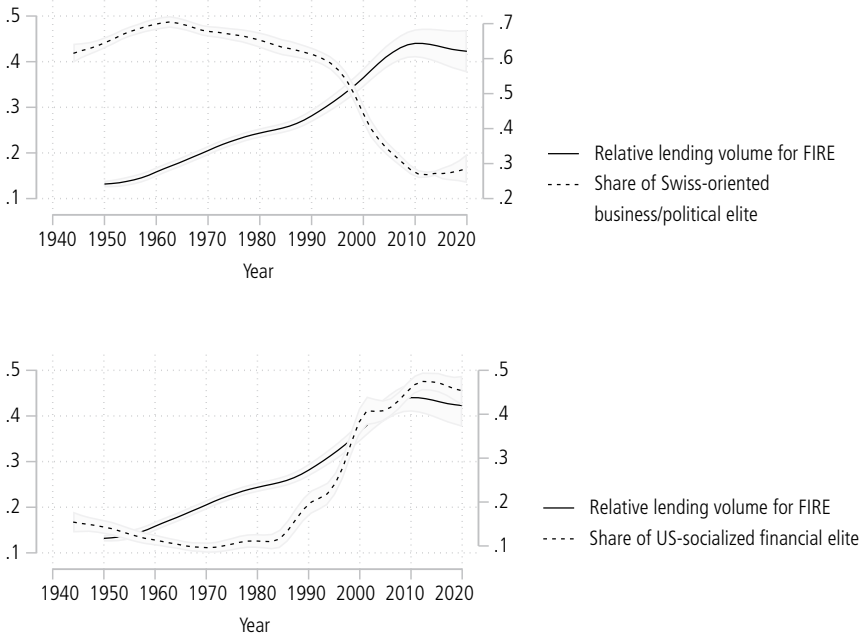 .5
.4
.3
.2
.1
.7
.6
.5
.4
.3
.2
1940 1950 1960 1970 1980 1990 2000 2010 2020
Year
Relative lending volume for FIRE
Share of Swiss-oriented
business/political elite
.5
.4
.3
.2
.1
.5
.4
.3
.2
.1
1940 1950 1960 1970 1980 1990 2000 2010 2020
Year
Relative lending volume for FIRE
Share of US-socialized financial elite